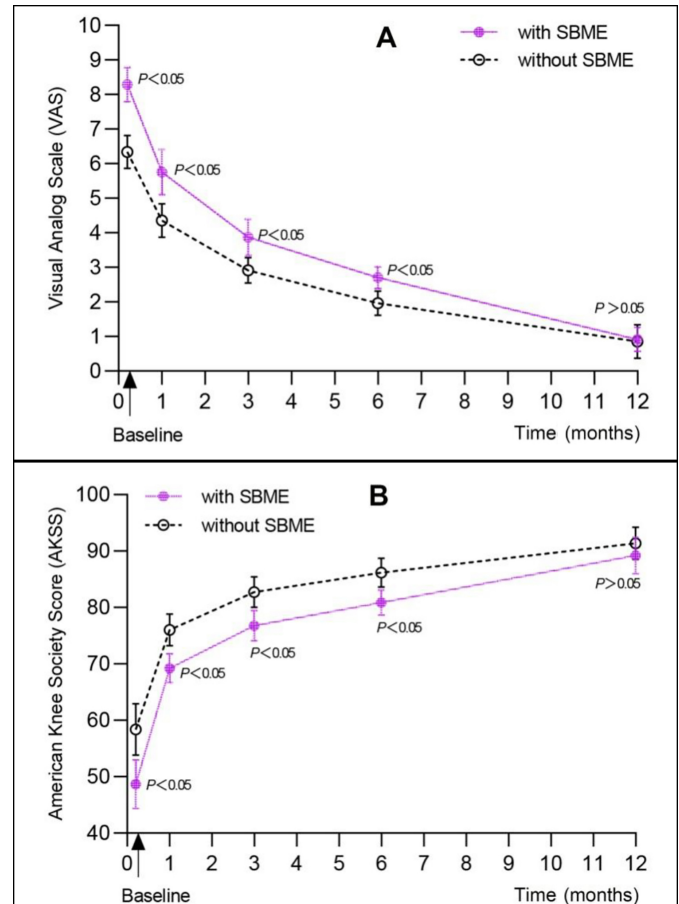 A
with SBME
without SBME
Visual Analog Scale (VAS)
10
9
8
7
6
5
4
3
2
1
0
P<0.05
P<0.05
P<0.05
P<0.05
P>0.05
0 1 2 3 4 5 6 7 8 9 10 11 12
Baseline
Time (months)
B
with SBME
without SBME
American Knee Society Score (AKSS)
100
90
80
70
60
50
40
P<0.05
P<0.05
P<0.05
P<0.05
P>0.05
0 1 2 3 4 5 6 7 8 9 10 11 12
Baseline
Time (months)